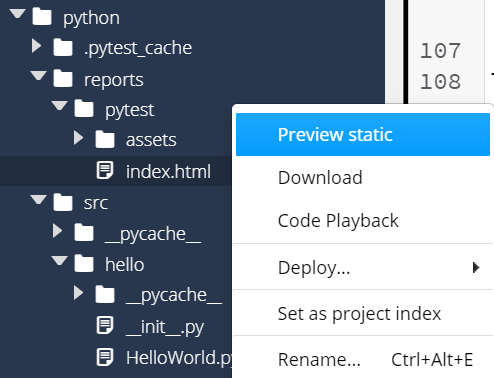 python
.pytest_cache
reports
pytest
assets
index.html
src
__pycache__
hello
__pycache__
__init__.py
HelloWorld.py
107
108
Preview static
Download
Code Playback
Deploy...
Set as project index
Rename... Ctrl+Alt+E